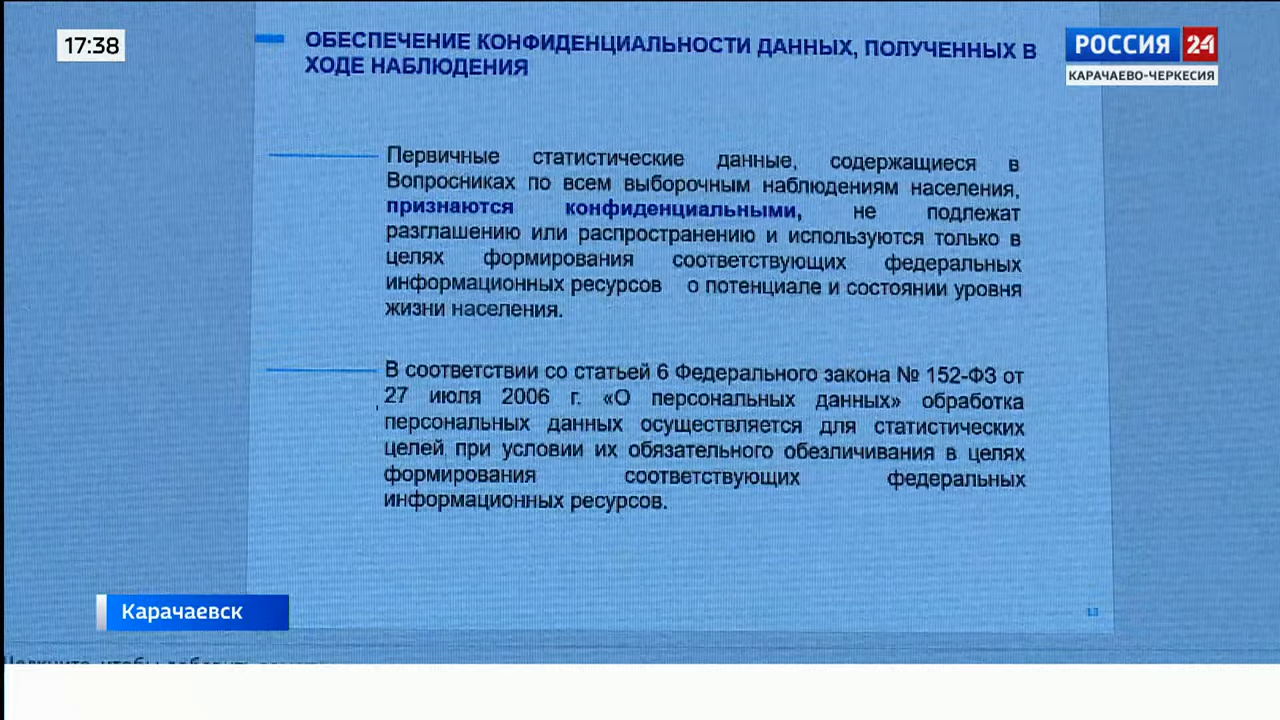 17:38
РОССИЯ 24
КАРАЧАЕВО-ЧЕРКЕСИЯ
ОБЕСПЕЧЕНИЕ КОНФИДЕНЦИАЛЬНОСТИ ДАННЫХ, ПОЛУЧЕННЫХ В
ХОДЕ НАБЛЮДЕНИЯ
Первичные статистические данные, содержащиеся в
Вопросниках по всем выборочным наблюдениям населения,
признаются конфиденциальными, не подлежат
разглашению или распространению и используются только в
целях формирования соответствующих федеральных
информационных ресурсов о потенциале и состоянии уровня
жизни населения.
В соответствии со статьей 6 Федерального закона № 152-ФЗ от
27 июля 2006 г. «О персональных данных» обработка
персональных данных осуществляется для статистических
целей при условии их обязательного обезличивания в целях
формирования соответствующих федеральных
информационных ресурсов.
13
Карачаевск